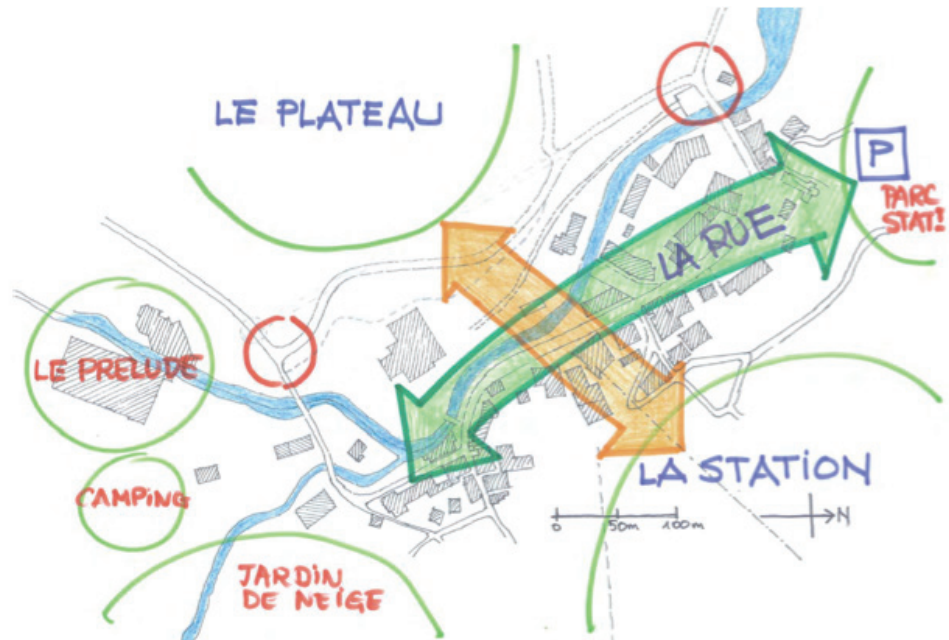 LE PLATEAU
P
PARC
STAT!
LA RUE
LE PRELUDE
CAMPING
LA STATION
0 50m 100m
N
JARDIN
DE NEIGE